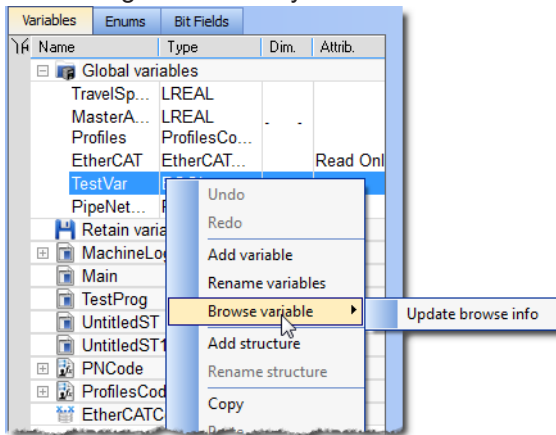 Variables Enums Bit Fields
Name Type Dim. Attrib.
Global variables
TravelSp... LREAL
MasterA... LREAL
Profiles ProfilesCo...
EtherCAT EtherCAT... Read Onl
TestVar
PipeNet...
Retain varia
MachineLo
Main
TestProg
UntitledST
UntitledST1
PNCode
ProfilesCod
EtherCATC
Undo
Redo
Add variable
Rename variables
Browse variable
Update browse info
Add structure
Rename structure
Copy